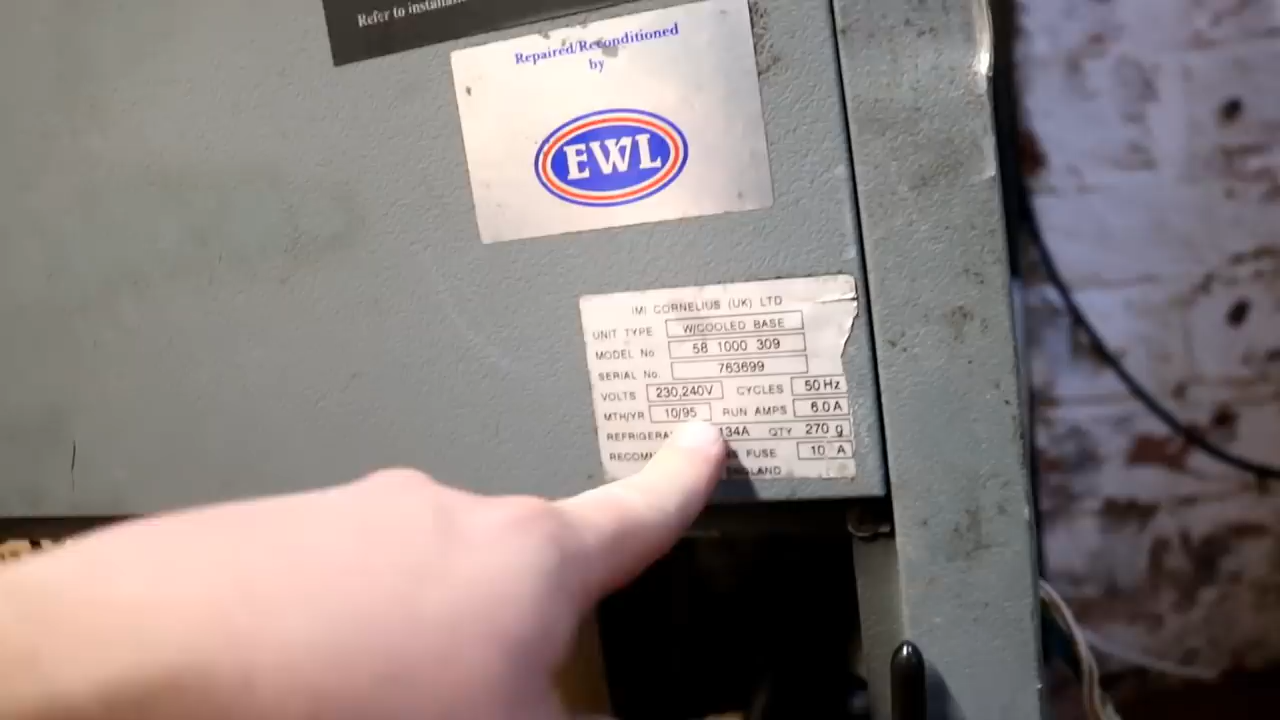 Refer to
Repaired/Reconditioned
by
EWL
IMI CORNELIUS (UK) LTD
UNIT TYPE W/COOLED BASE
MODEL No 58 1000 309
SERIAL No. 763699
VOLTS 230,240V CYCLES 50 Hz
MTH/YR 10/95 RUN AMPS 6.0 A
134A QTY 270 g
FUSE 10 A